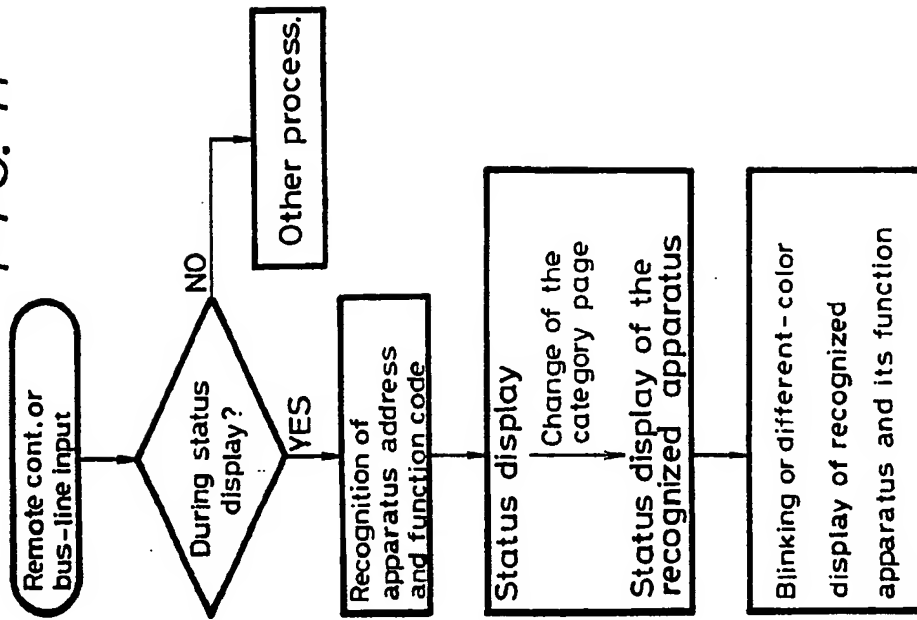 Remote cont. or
bus-line input
During status
display?
NO
Other process.
YES
Recognition of
apparatus address
and function code
Status display
Change of the
category page
Status display of the
recognized apparatus
Blinking or different-color
display of recognized
apparatus and its function